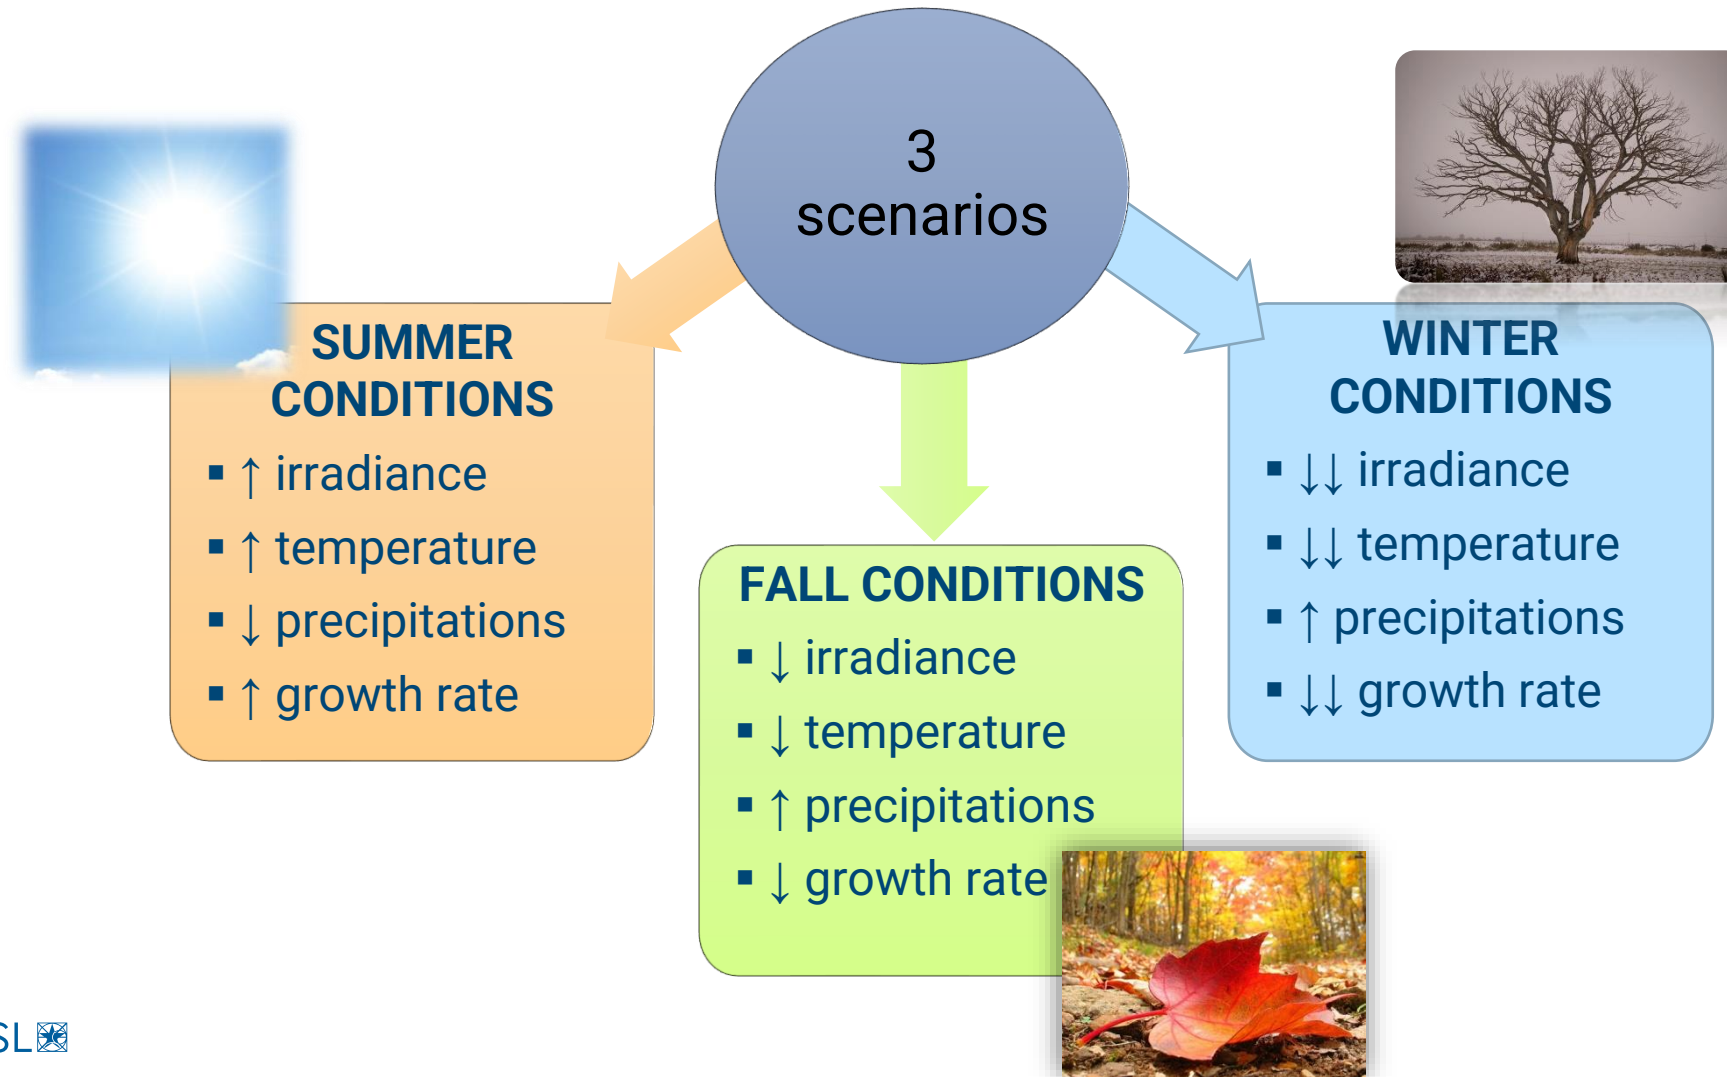 3
scenarios
SUMMER
CONDITIONS
▪ ↑ irradiance
▪ ↑ temperature
▪ ↓ precipitations
▪ ↑ growth rate
FALL CONDITIONS
▪ ↓ irradiance
▪ ↓ temperature
▪ ↑ precipitations
▪ ↓ growth rate
WINTER
CONDITIONS
▪ ↓↓ irradiance
▪ ↓↓ temperature
▪ ↑ precipitations
▪ ↓↓ growth rate